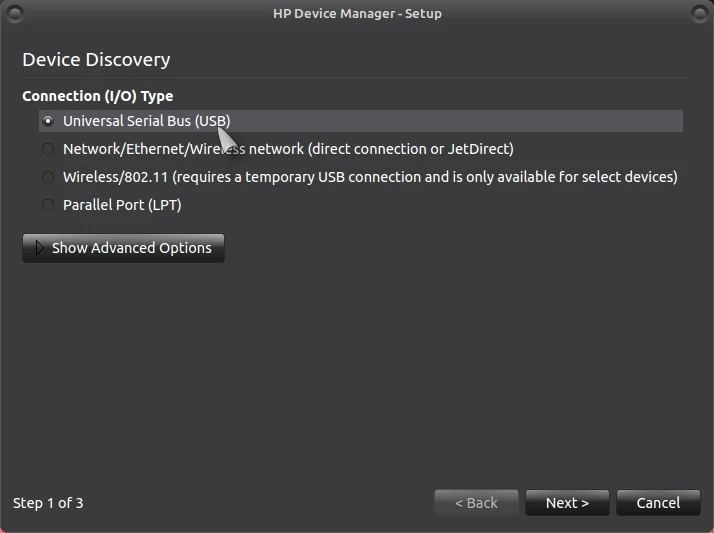 HP Device Manager - Setup
Device Discovery
Connection (I/O) Type
Universal Serial Bus (USB)
Network/Ethernet/Wireless network (direct connection or JetDirect)
Wireless/802.11 (requires a temporary USB connection and is only available for select devices)
Parallel Port (LPT)
Show Advanced Options
Step 1 of 3
< Back
Next >
Cancel